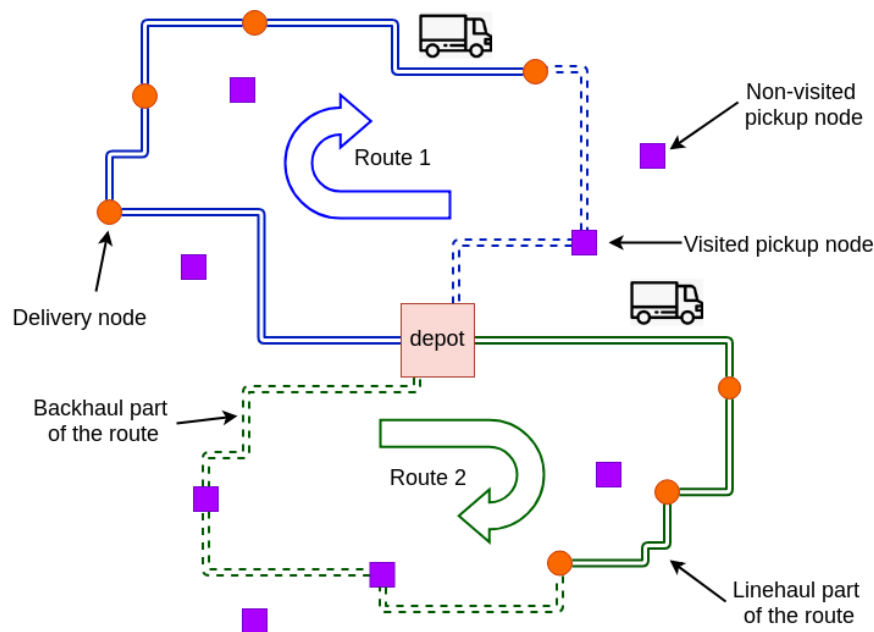 Non-visited
pickup node
Route 1
Visited pickup node
Delivery node
depot
Backhaul part
of the route
Route 2
Linehaul part
of the route